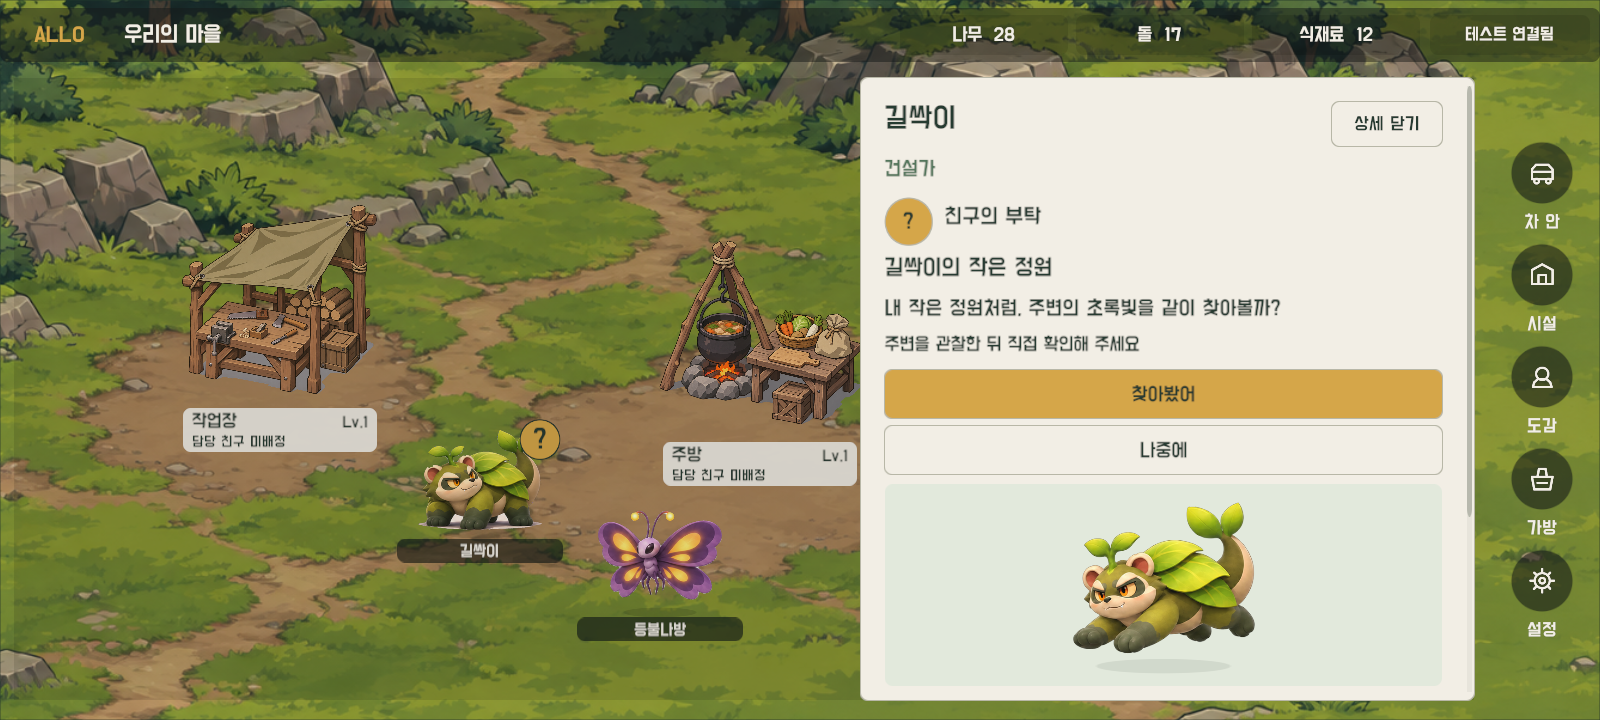 ALLO 우리의 마을 나무 28 돌 17 식재료 12 테스트 연결됨
작업장 Lv.1
담당 친구 미배정
?
길싹이
주방 Lv.1
담당 친구 미배정
등불나방
길싹이
상세 닫기
건설가
? 친구의 부탁
길싹이의 작은 정원
내 작은 정원처럼, 주변의 초록빛을 같이 찾아볼까?
주변을 관찰한 뒤 직접 확인해 주세요
찾아봤어
나중에
차 안
시설
도감
가방
설정